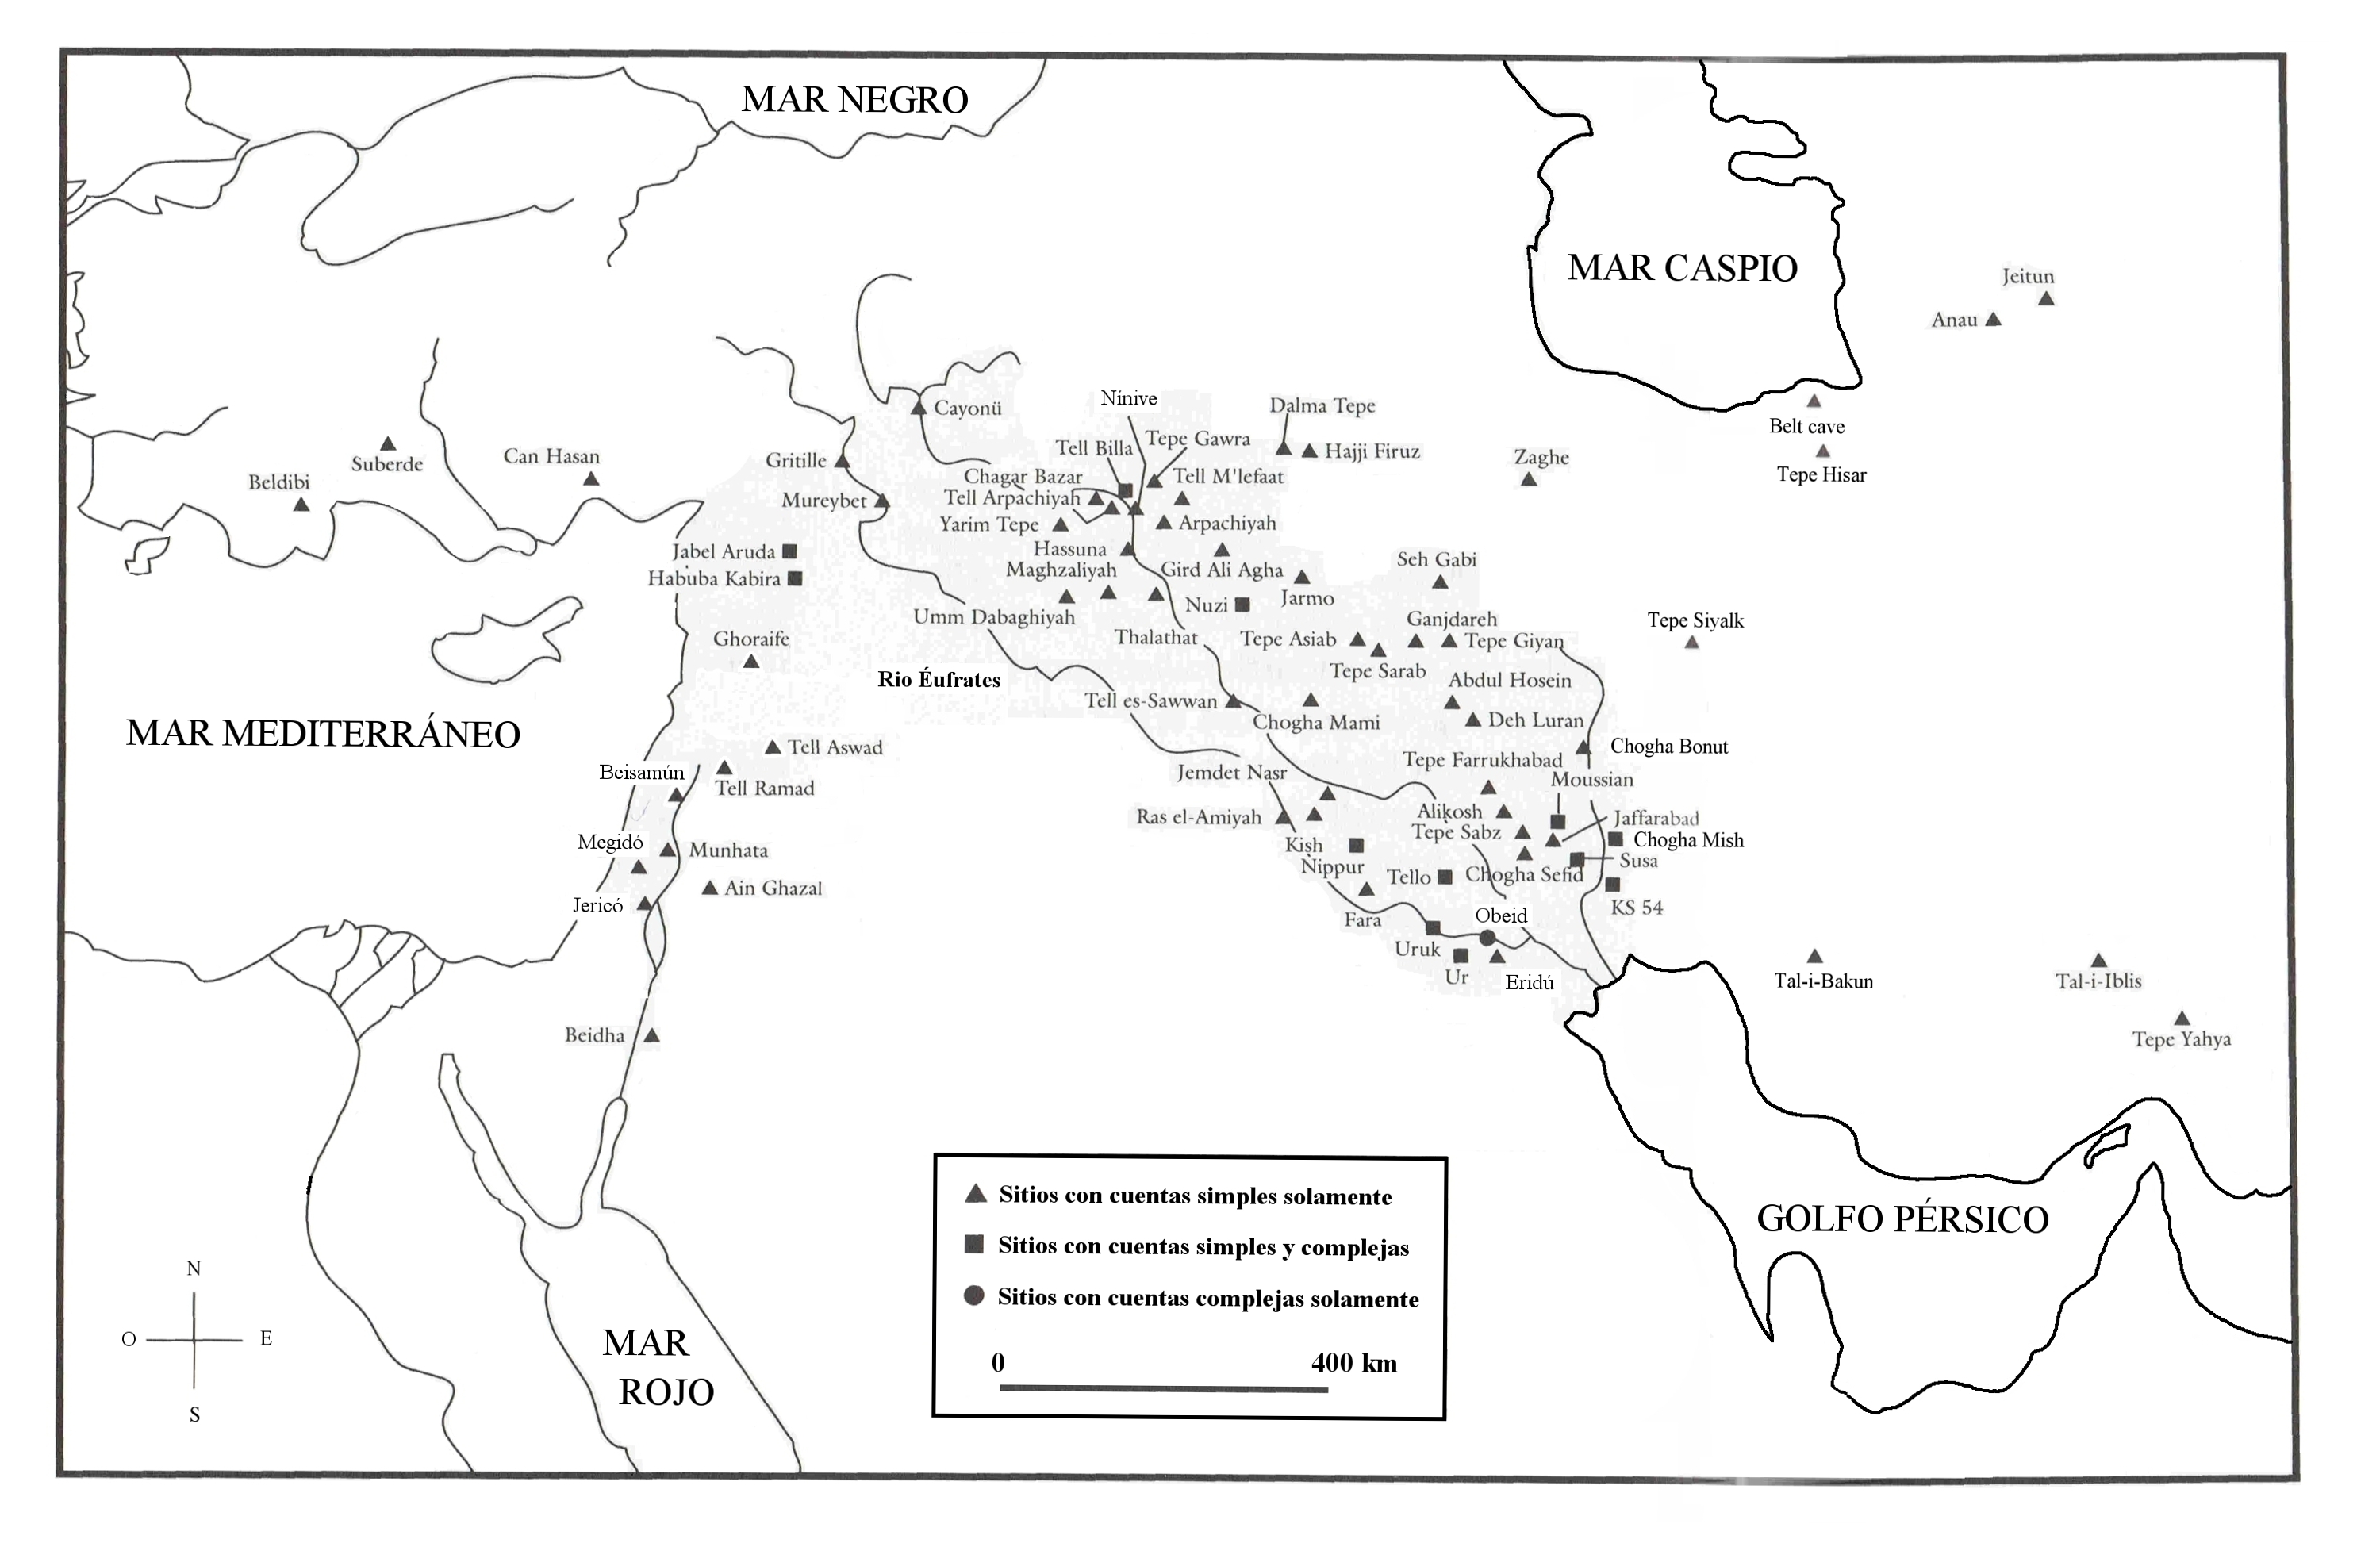 MAR NEGRO
MAR CASPIO
Jeitun
Anau
Belt cave
Tepe Hisar
Nínive
Dalma Tepe
Cayonü
Tepe Gawra
Tell Billa
Hajji Firuz
Zaghe
Suberde
Can Hasan
Beldibi
Gritille
Chagar Bazar
Tell M'lefaat
Mureybet
Tell Arpachiyah
Yarim Tepe
Arpachiyah
Jabel Aruda
Hassuna
Seh Gabi
Habuba Kabira
Maghzaliyah
Gird Ali Agha
Jarmo
Nuzi
Umm Dabaghiyah
Ganjdareh
Tepe Siyalk
Ghoraife
Thalathat
Tepe Asiab
Tepe Giyan
Tepe Sarab
Rio Éufrates
Abdul Hosein
Tell es-Sawwan
Chogha Mami
Deh Luran
MAR MEDITERRÁNEO
Tell Aswad
Chogha Bonut
Beisamún
Tell Ramad
Jemdet Nasr
Tepe Farrukhabad
Moussian
Ras el-Amiyah
Alikosh
Jaffarabad
Tepe Sabz
Chogha Mish
Megidó
Munhata
Kish
Susa
Nippur
Tello
Chogha Sefid
Ain Ghazal
Jericó
KS 54
Fara
Obeid
Uruk
Ur
Eridú
Tal-i-Bakun
Tal-i-Iblis
Beidha
Tepe Yahya
Sitios con cuentas simples solamente
Sitios con cuentas simples y complejas
Sitios con cuentas complejas solamente
0 400 km
GOLFO PÉRSICO
N
O E
S
MAR
ROJO